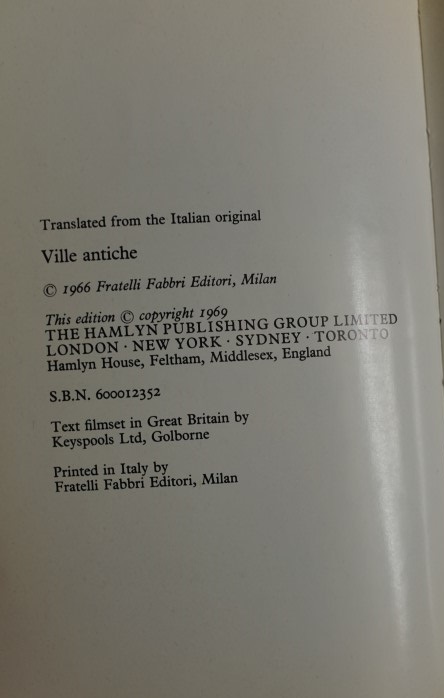 Translated from the Italian original
Ville antiche
© 1966 Fratelli Fabbri Editori, Milan
This edition © copyright 1969
THE HAMLYN PUBLISHING GROUP LIMITED
LONDON · NEW YORK · SYDNEY · TORONTO
Hamlyn House, Feltham, Middlesex, England
S.B.N. 600012352
Text filmset in Great Britain by
Keyspools Ltd, Golborne
Printed in Italy by
Fratelli Fabbri Editori, Milan